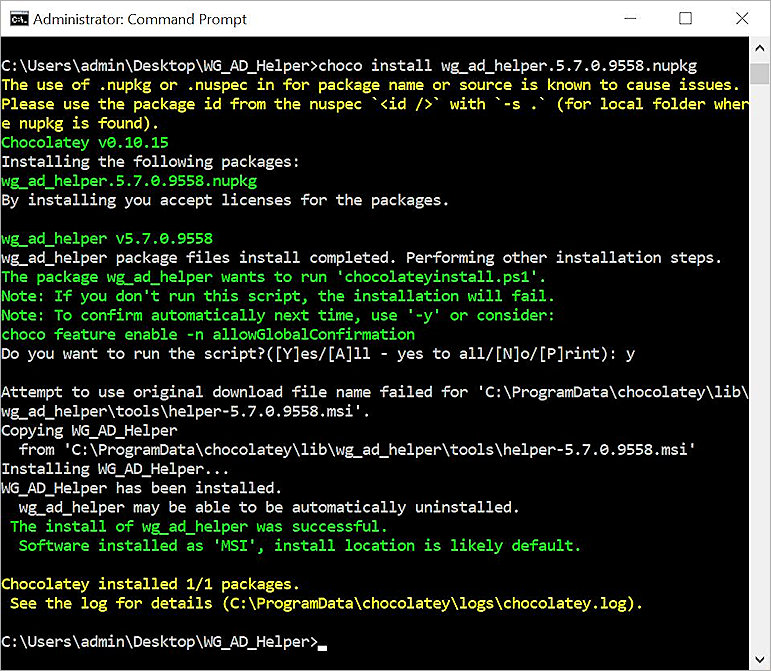 Administrator: Command Prompt
C:\Users\admin\Desktop\WG_AD_Helper>choco install wg_ad_helper.5.7.0.9558.nupkg
The use of .nupkg or .nuspec in for package name or source is known to cause issues.
Please use the package id from the nuspec `<id />` with `-s .` (for local folder wher
e nupkg is found).
Chocolatey v0.10.15
Installing the following packages:
wg_ad_helper.5.7.0.9558.nupkg
By installing you accept licenses for the packages.
wg_ad_helper v5.7.0.9558
wg_ad_helper package files install completed. Performing other installation steps.
The package wg_ad_helper wants to run 'chocolateyinstall.ps1'.
Note: If you don't run this script, the installation will fail.
Note: To confirm automatically next time, use '-y' or consider:
choco feature enable -n allowGlobalConfirmation
Do you want to run the script?([Y]es/[A]ll - yes to all/[N]o/[P]rint): y
Attempt to use original download file name failed for 'C:\ProgramData\chocolatey\lib\
wg_ad_helper\tools\helper-5.7.0.9558.msi'.
Copying WG_AD_Helper
  from 'C:\ProgramData\chocolatey\lib\wg_ad_helper\tools\helper-5.7.0.9558.msi'
Installing WG_AD_Helper...
WG_AD_Helper has been installed.
  wg_ad_helper may be able to be automatically uninstalled.
 The install of wg_ad_helper was successful.
  Software installed as 'MSI', install location is likely default.
Chocolatey installed 1/1 packages.
 See the log for details (C:\ProgramData\chocolatey\logs\chocolatey.log).
C:\Users\admin\Desktop\WG_AD_Helper>